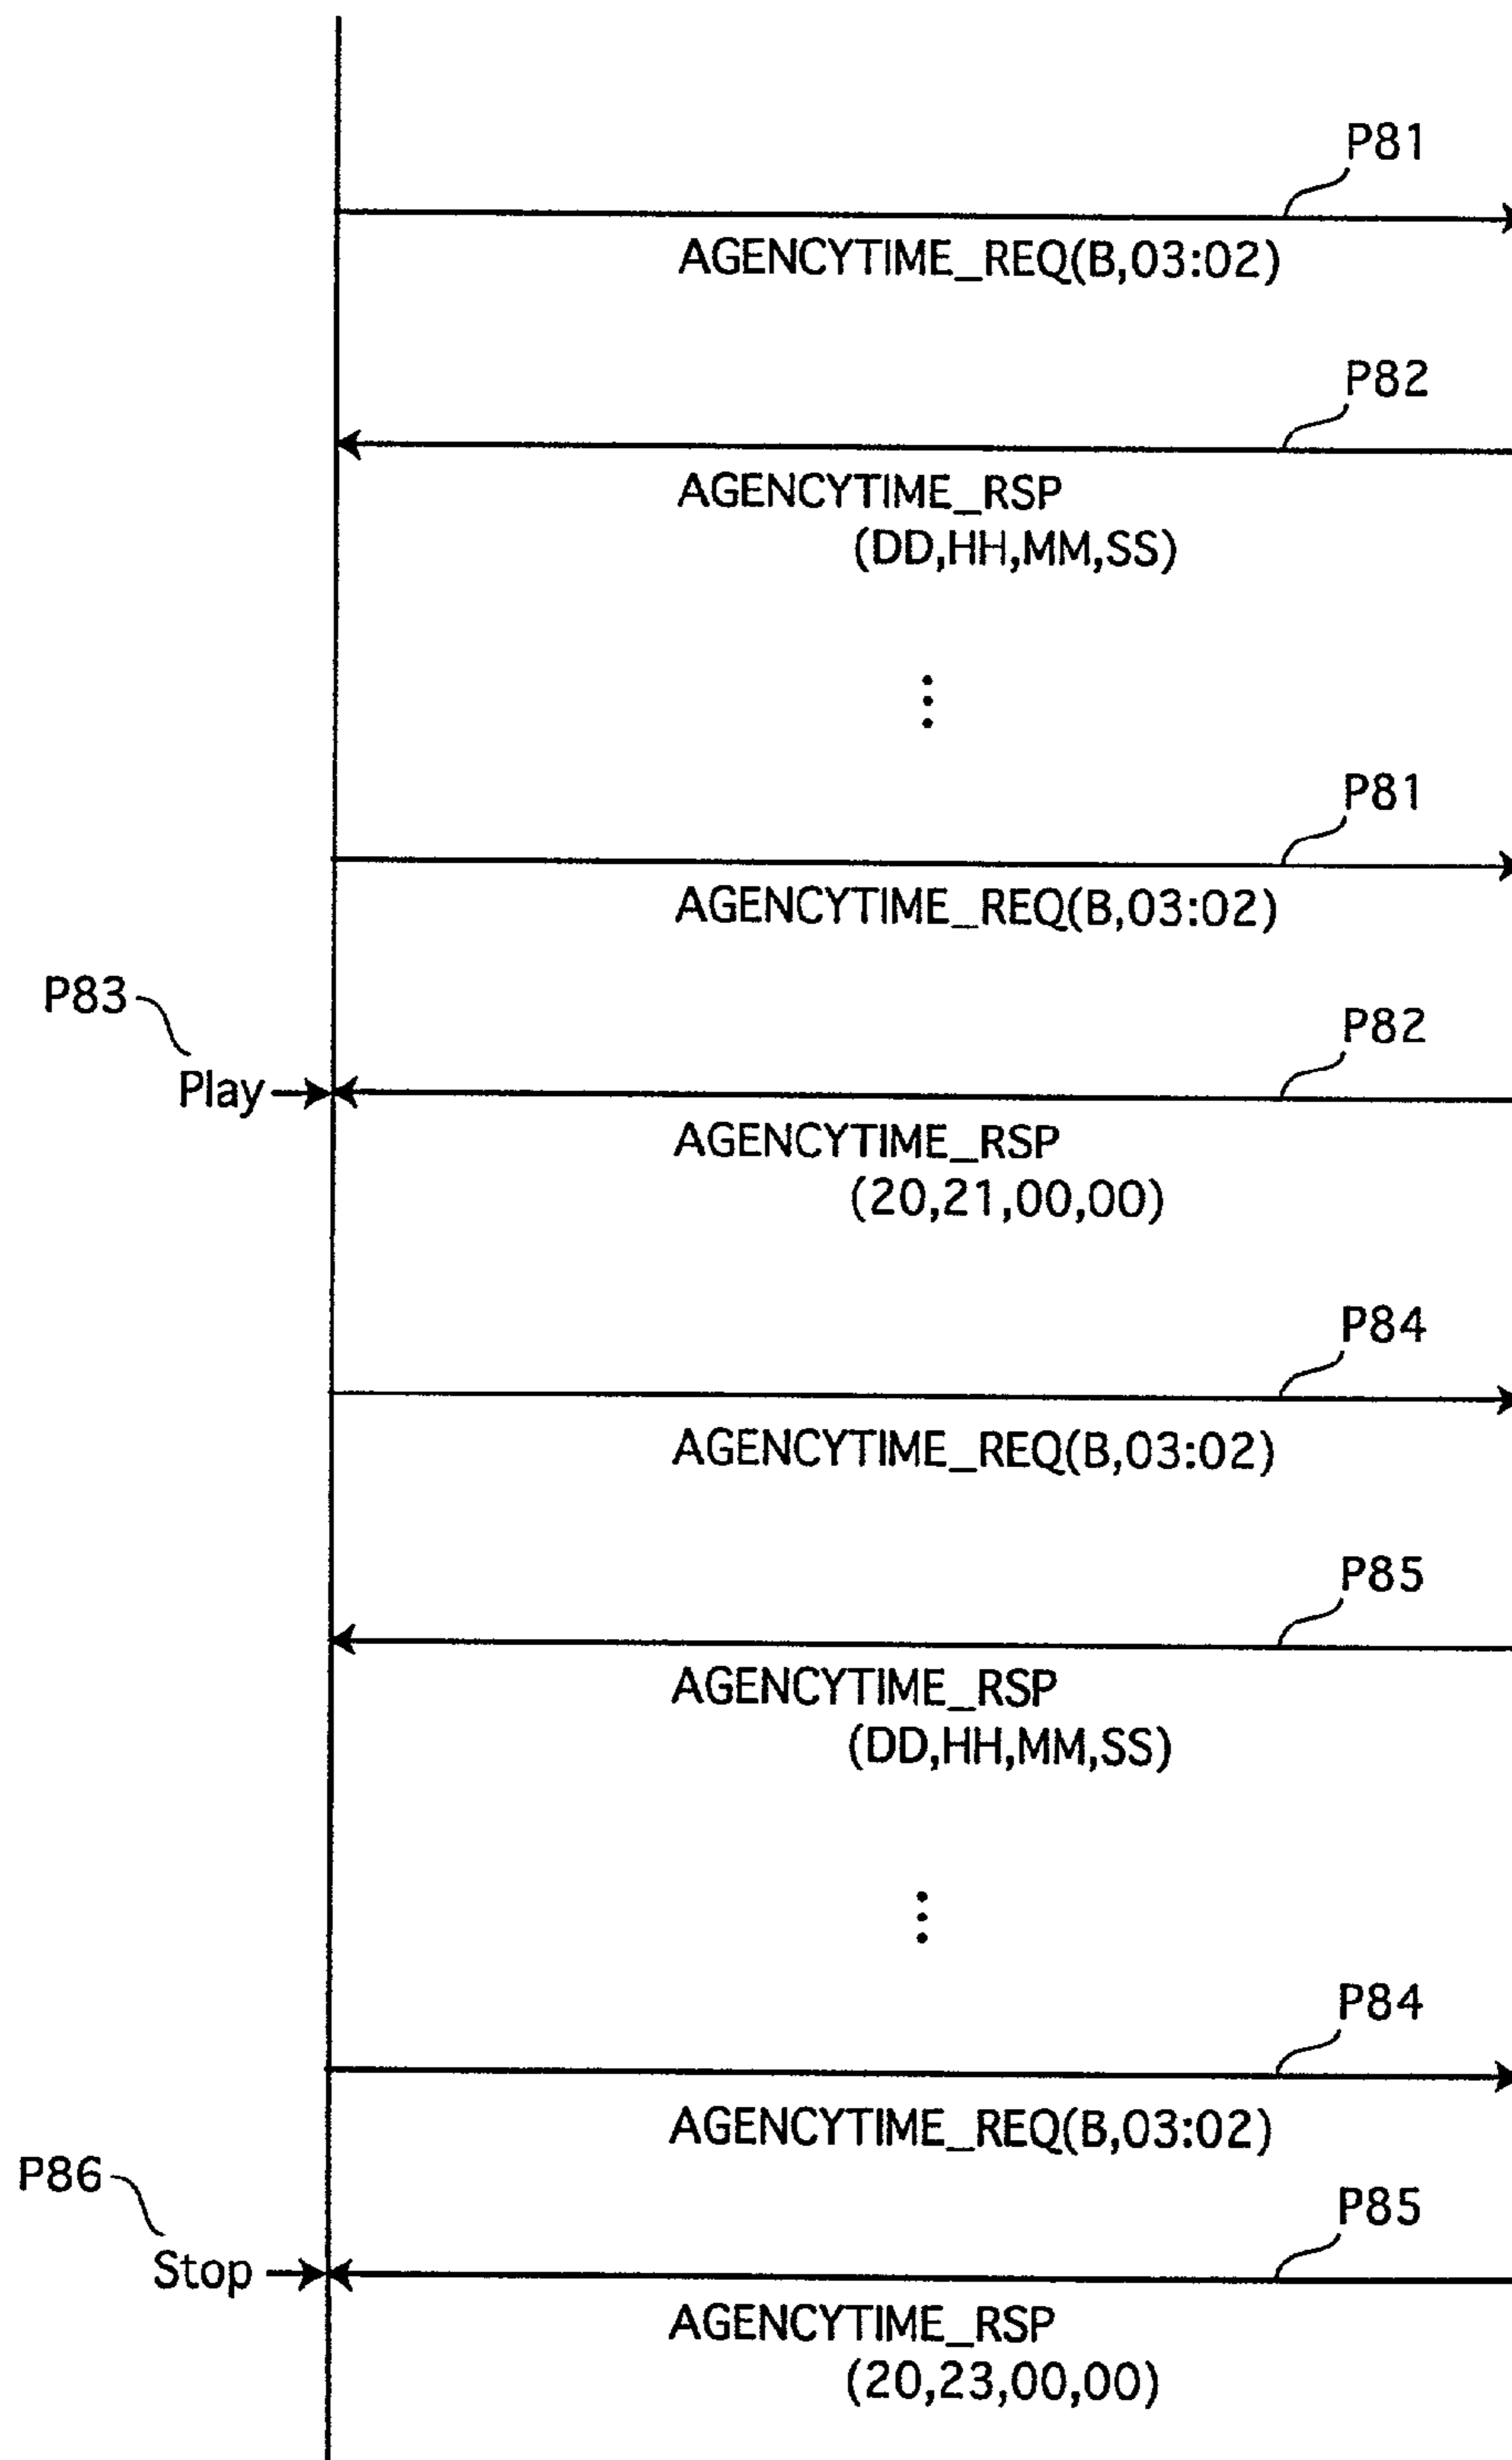 P81
AGENCYTIME_REQ(B,03:02)
P82
AGENCYTIME_RSP
(DD,HH,MM,SS)
P81
AGENCYTIME_REQ(B,03:02)
P83
P82
Play
AGENCYTIME_RSP
(20,21,00,00)
P84
AGENCYTIME_REQ(B,03:02)
P85
AGENCYTIME_RSP
(DD,HH,MM,SS)
P84
AGENCYTIME_REQ(B,03:02)
P86
P85
Stop
AGENCYTIME_RSP
(20,23,00,00)